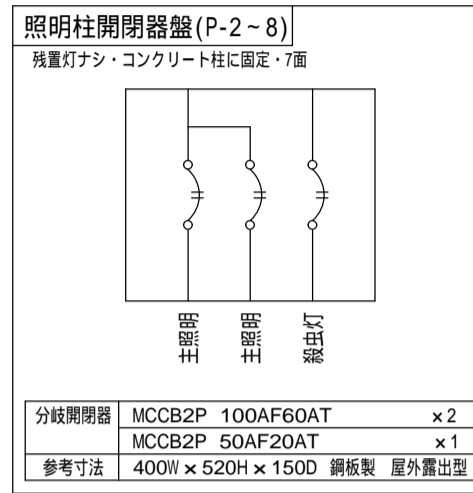 照明柱開閉器盤(P-2~8)
残置灯ナシ・コンクリート柱に固定・7面
主照明
主照明
殺虫灯
分岐開閉器 MCCB2P 100AF60AT ×2
MCCB2P 50AF20AT ×1
参考寸法 400W×520H×150D 鋼板製 屋外露出型